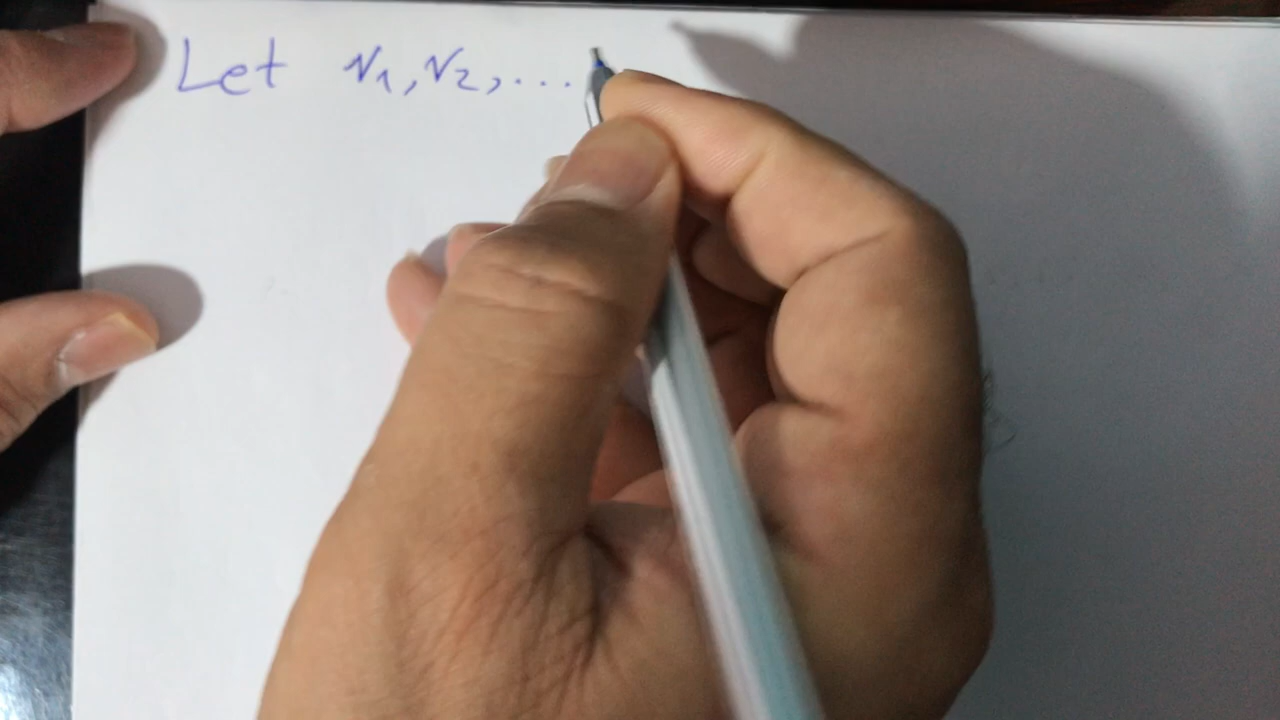 Let v₁, v₂, ...